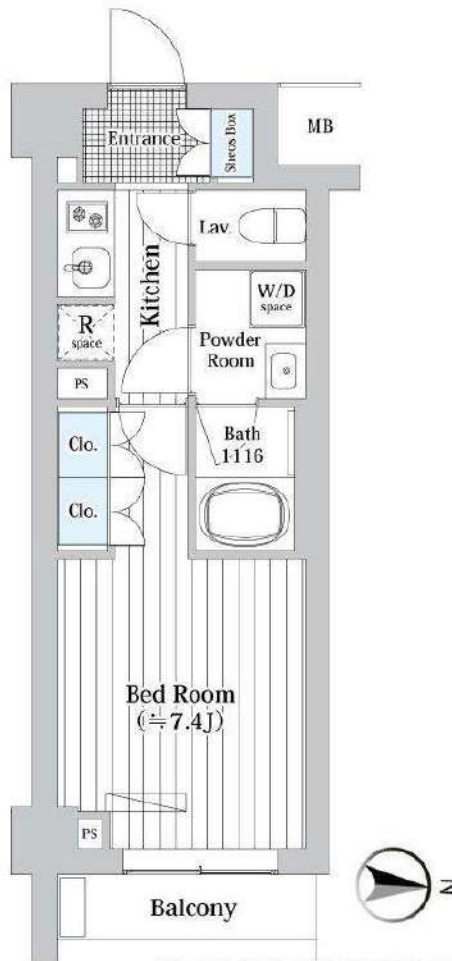 MB
Entrance
Sheos Box
Lav.
Kitchen
W/D
space
R
space
Powder
Room
PS
Clo.
Bath
1116
Clo.
Bed Room
(≒7.4J)
PS
Balcony
N